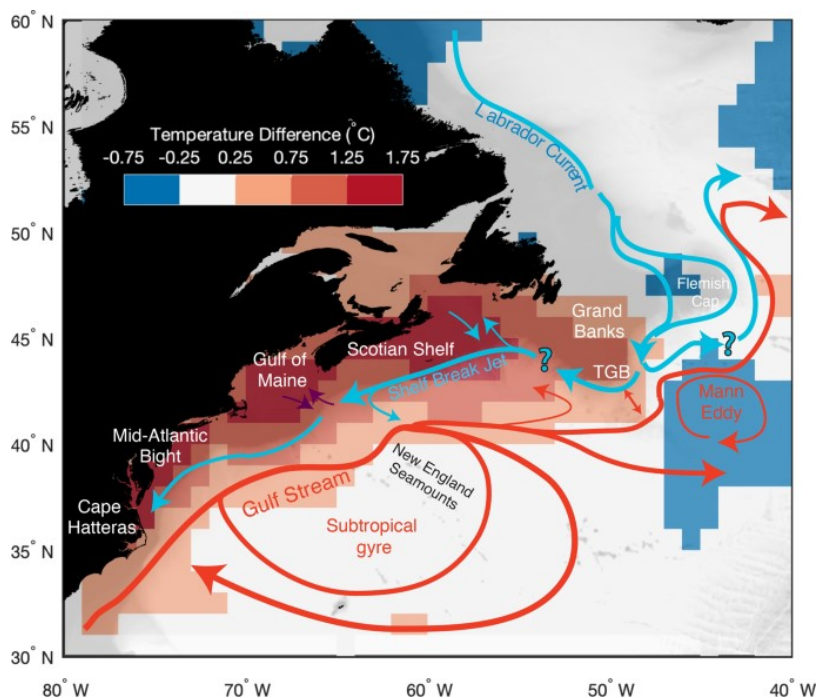 60° N
55° N
50° N
45° N
40° N
35° N
30° N
80° W
70° W
60° W
50° W
40° W
Temperature Difference (°C)
-0.75 -0.25 0.25 0.75 1.25 1.75
Labrador Current
Flemish
Cap
Grand
Banks
?
TGB
?
Scotian Shelf
Gulf of
Maine
Shelf Break Jet
Mann
Eddy
Mid-Atlantic
Bight
New England
Seamounts
Gulf Stream
Cape
Hatteras
Subtropical
gyre